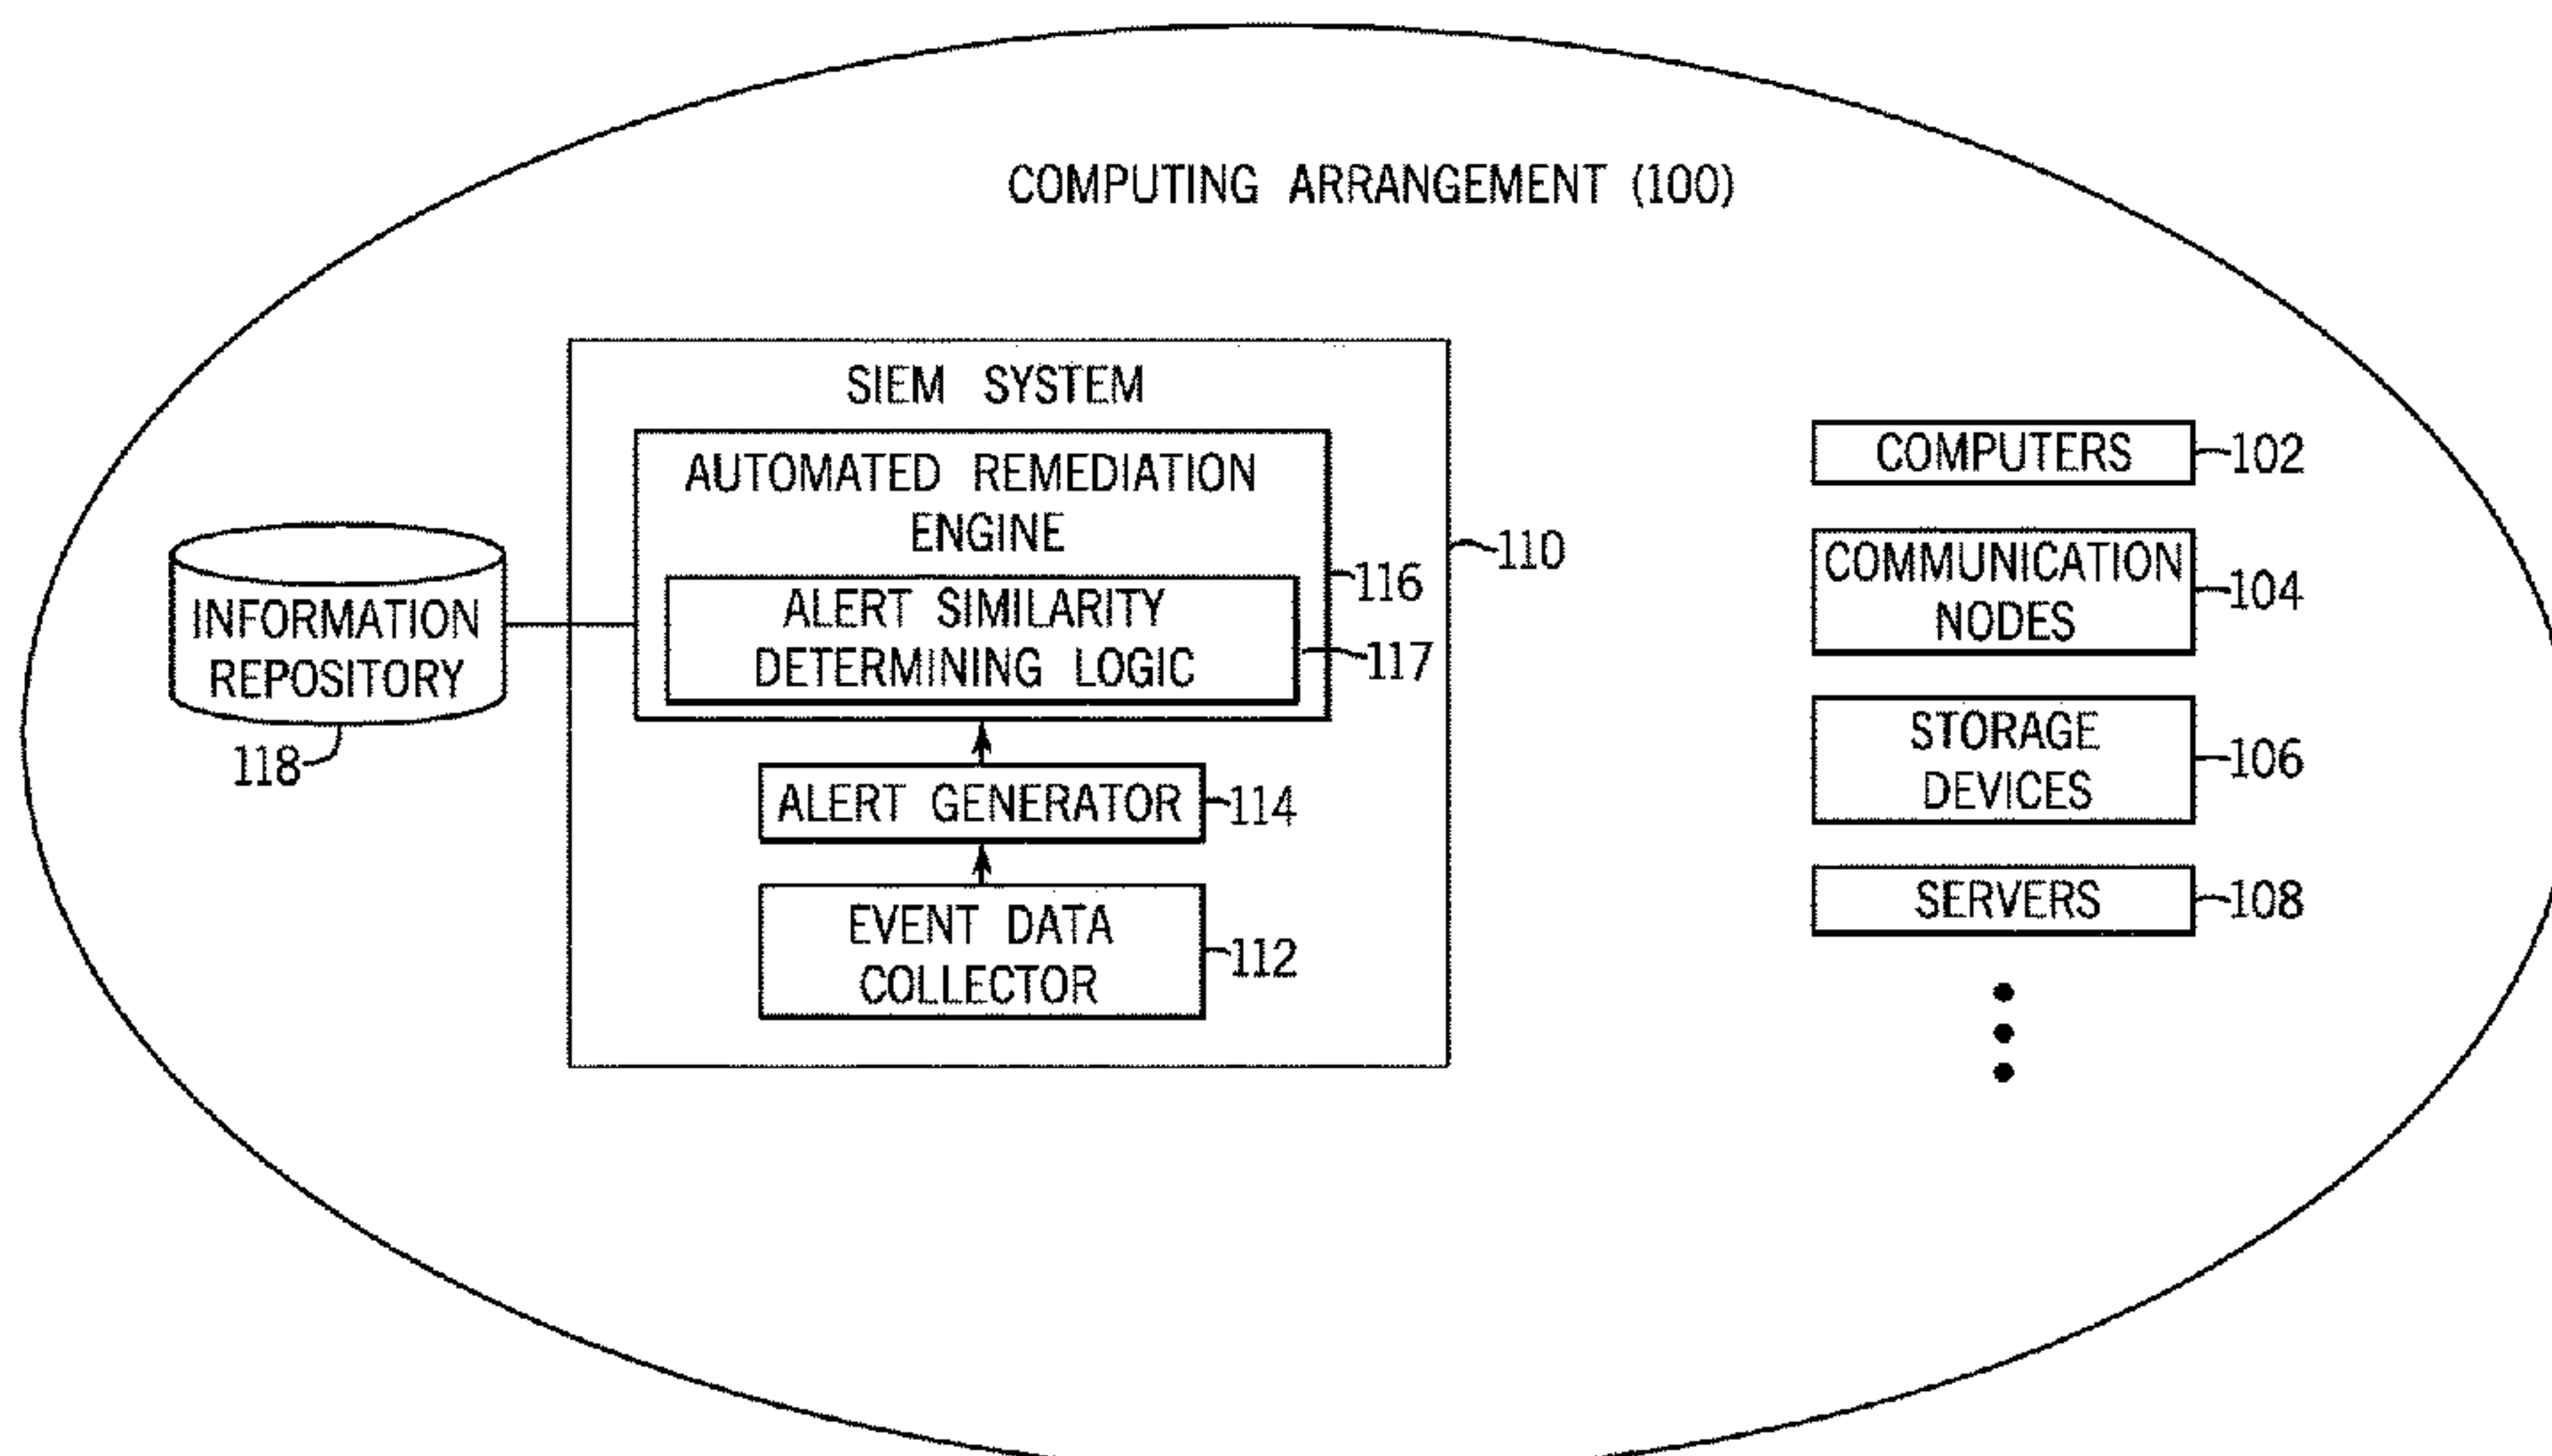 COMPUTING ARRANGEMENT (100)
SIEM SYSTEM
AUTOMATED REMEDIATION
ENGINE
ALERT SIMILARITY
DETERMINING LOGIC
110
116
117
INFORMATION
REPOSITORY
118
ALERT GENERATOR
114
EVENT DATA
COLLECTOR
112
COMPUTERS
102
COMMUNICATION
NODES
104
STORAGE
DEVICES
106
SERVERS
108